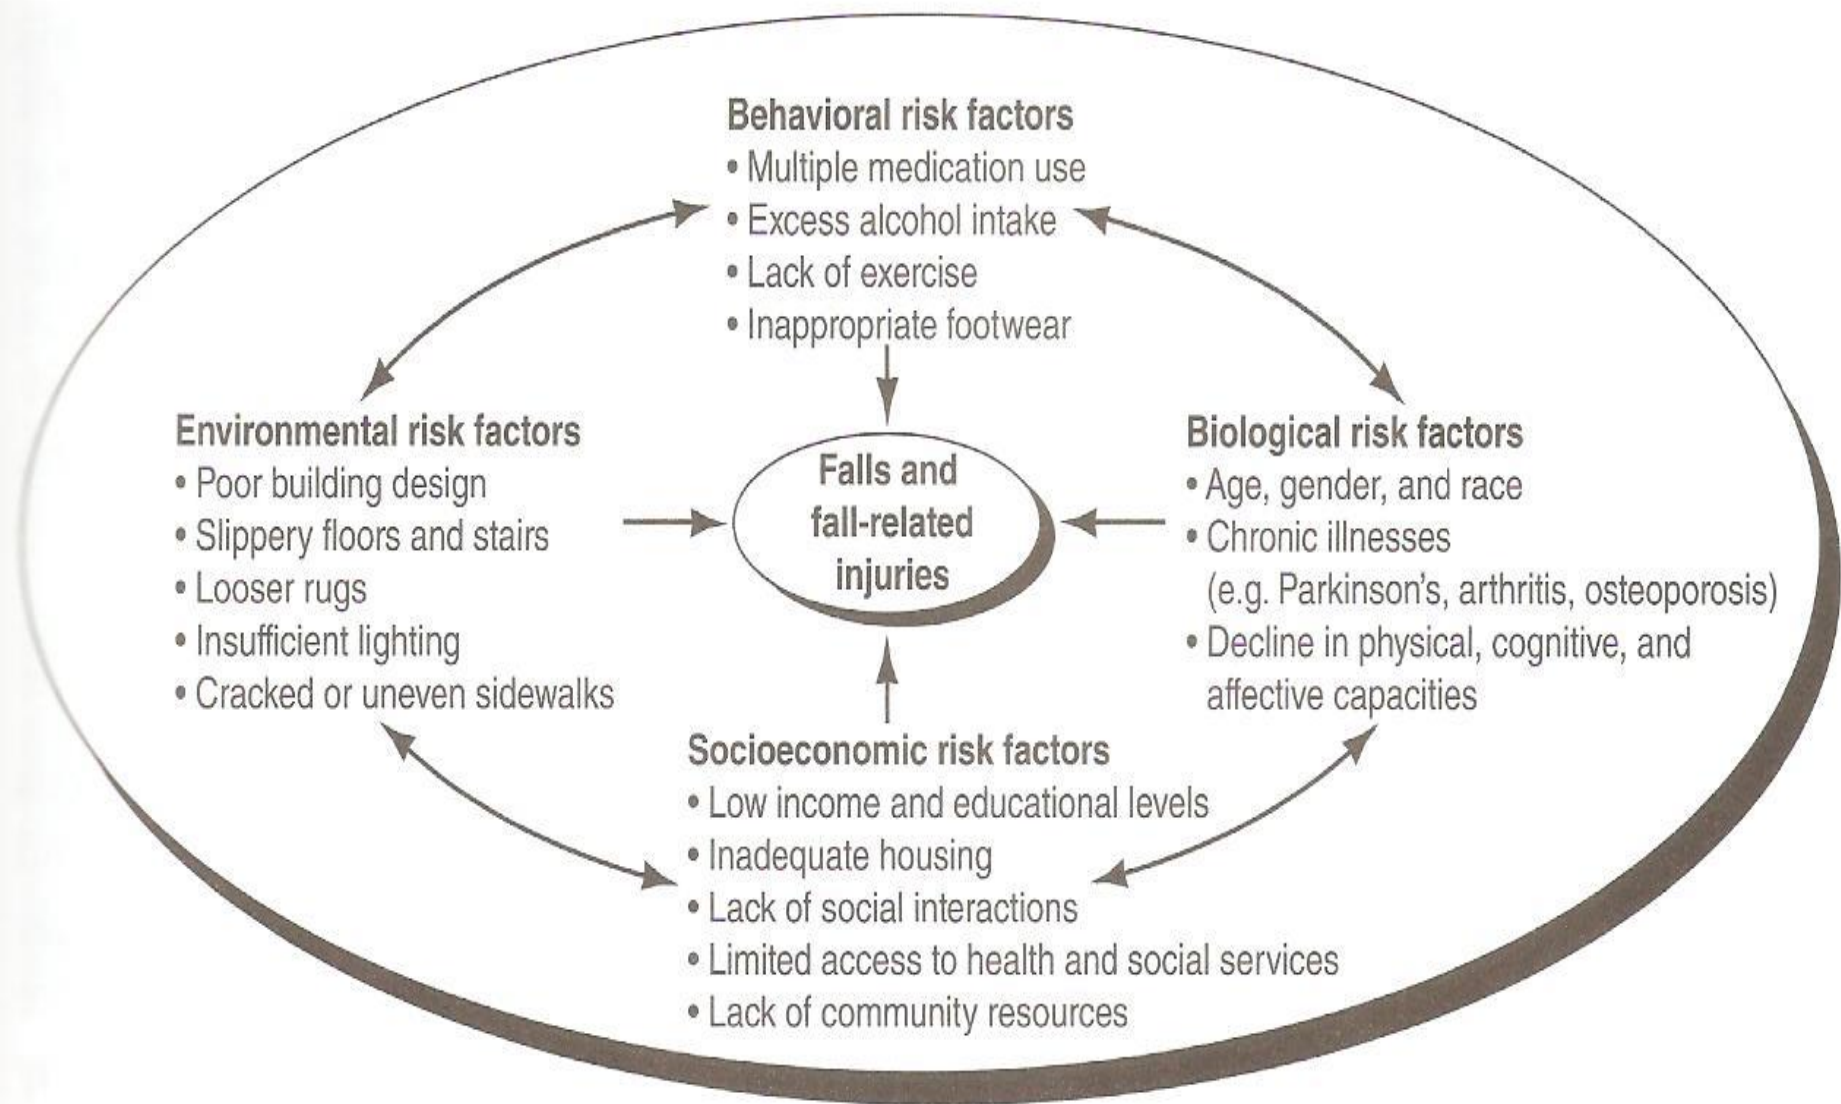 Behavioral risk factors
• Multiple medication use
• Excess alcohol intake
• Lack of exercise
• Inappropriate footwear
Environmental risk factors
• Poor building design
• Slippery floors and stairs
• Looser rugs
• Insufficient lighting
• Cracked or uneven sidewalks
Falls and
fall-related
injuries
Biological risk factors
• Age, gender, and race
• Chronic illnesses
(e.g. Parkinson's, arthritis, osteoporosis)
• Decline in physical, cognitive, and
affective capacities
Socioeconomic risk factors
• Low income and educational levels
• Inadequate housing
• Lack of social interactions
• Limited access to health and social services
• Lack of community resources